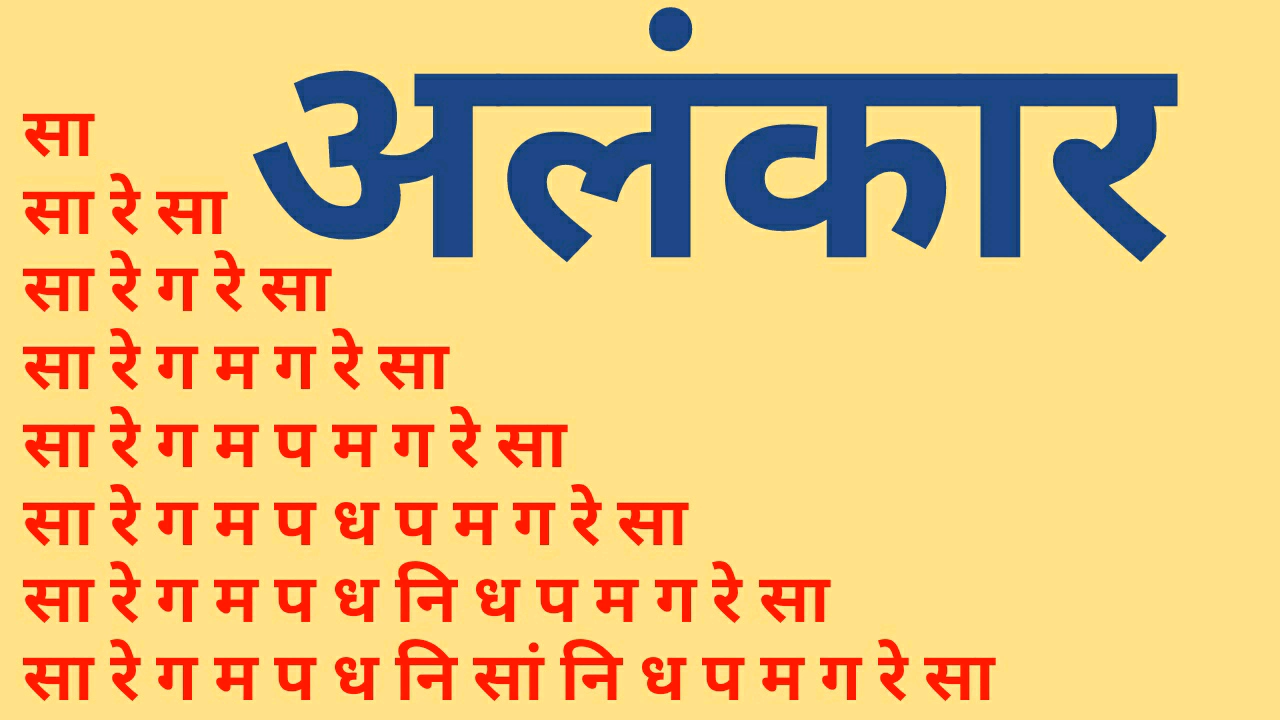 अलंकार
सा
सा रे सा
सा रे ग रे सा
सा रे ग म ग रे सा
सा रे ग म प म ग रे सा
सा रे ग म प ध प म ग रे सा
सा रे ग म प ध नि ध प म ग रे सा
सा रे ग म प ध नि सां नि ध प म ग रे सा